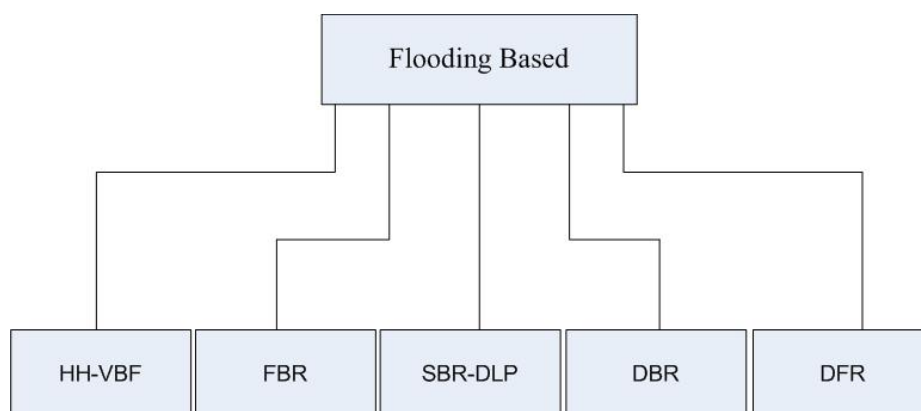 Flooding Based
HH-VBF
FBR
SBR-DLP
DBR
DFR